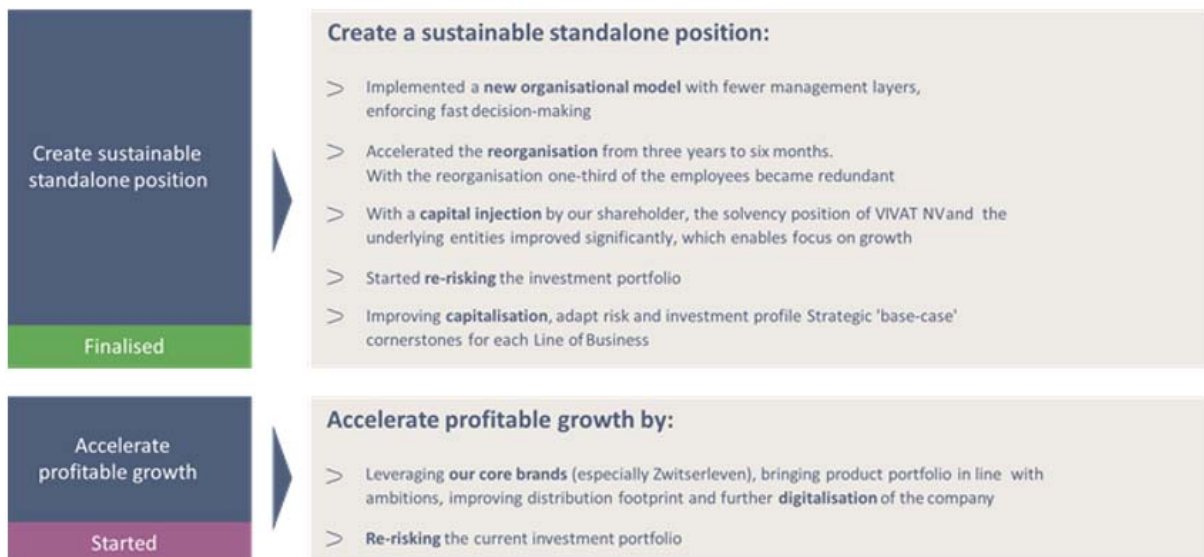 Create sustainable
standalone position
Finalised
Create a sustainable standalone position:
> Implemented a new organisational model with fewer management layers,
enforcing fast decision-making
> Accelerated the reorganisation from three years to six months.
With the reorganisation one-third of the employees became redundant
> With a capital injection by our shareholder, the solvency position of VIVAT NV and the
underlying entities improved significantly, which enables focus on growth
> Started re-risking the investment portfolio
> Improving capitalisation, adapt risk and investment profile Strategic 'base-case'
cornerstones for each Line of Business
Accelerate
profitable growth
Started
Accelerate profitable growth by:
> Leveraging our core brands (especially Zwitserleven), bringing product portfolio in line with
ambitions, improving distribution footprint and further digitalisation of the company
> Re-risking the current investment portfolio